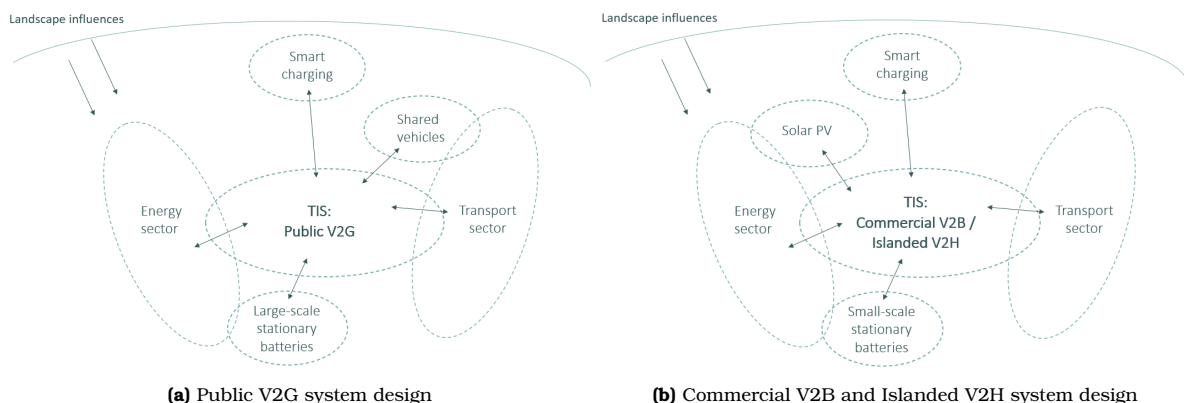 Landscape influences
Smart
charging
Shared
vehicles
Energy
sector
TIS:
Public V2G
Transport
sector
Large-scale
stationary
batteries
(a) Public V2G system design
Landscape influences
Smart
charging
Solar PV
Energy
sector
TIS:
Commercial V2B /
Islanded V2H
Transport
sector
Small-scale
stationary
batteries
(b) Commercial V2B and Islanded V2H system design